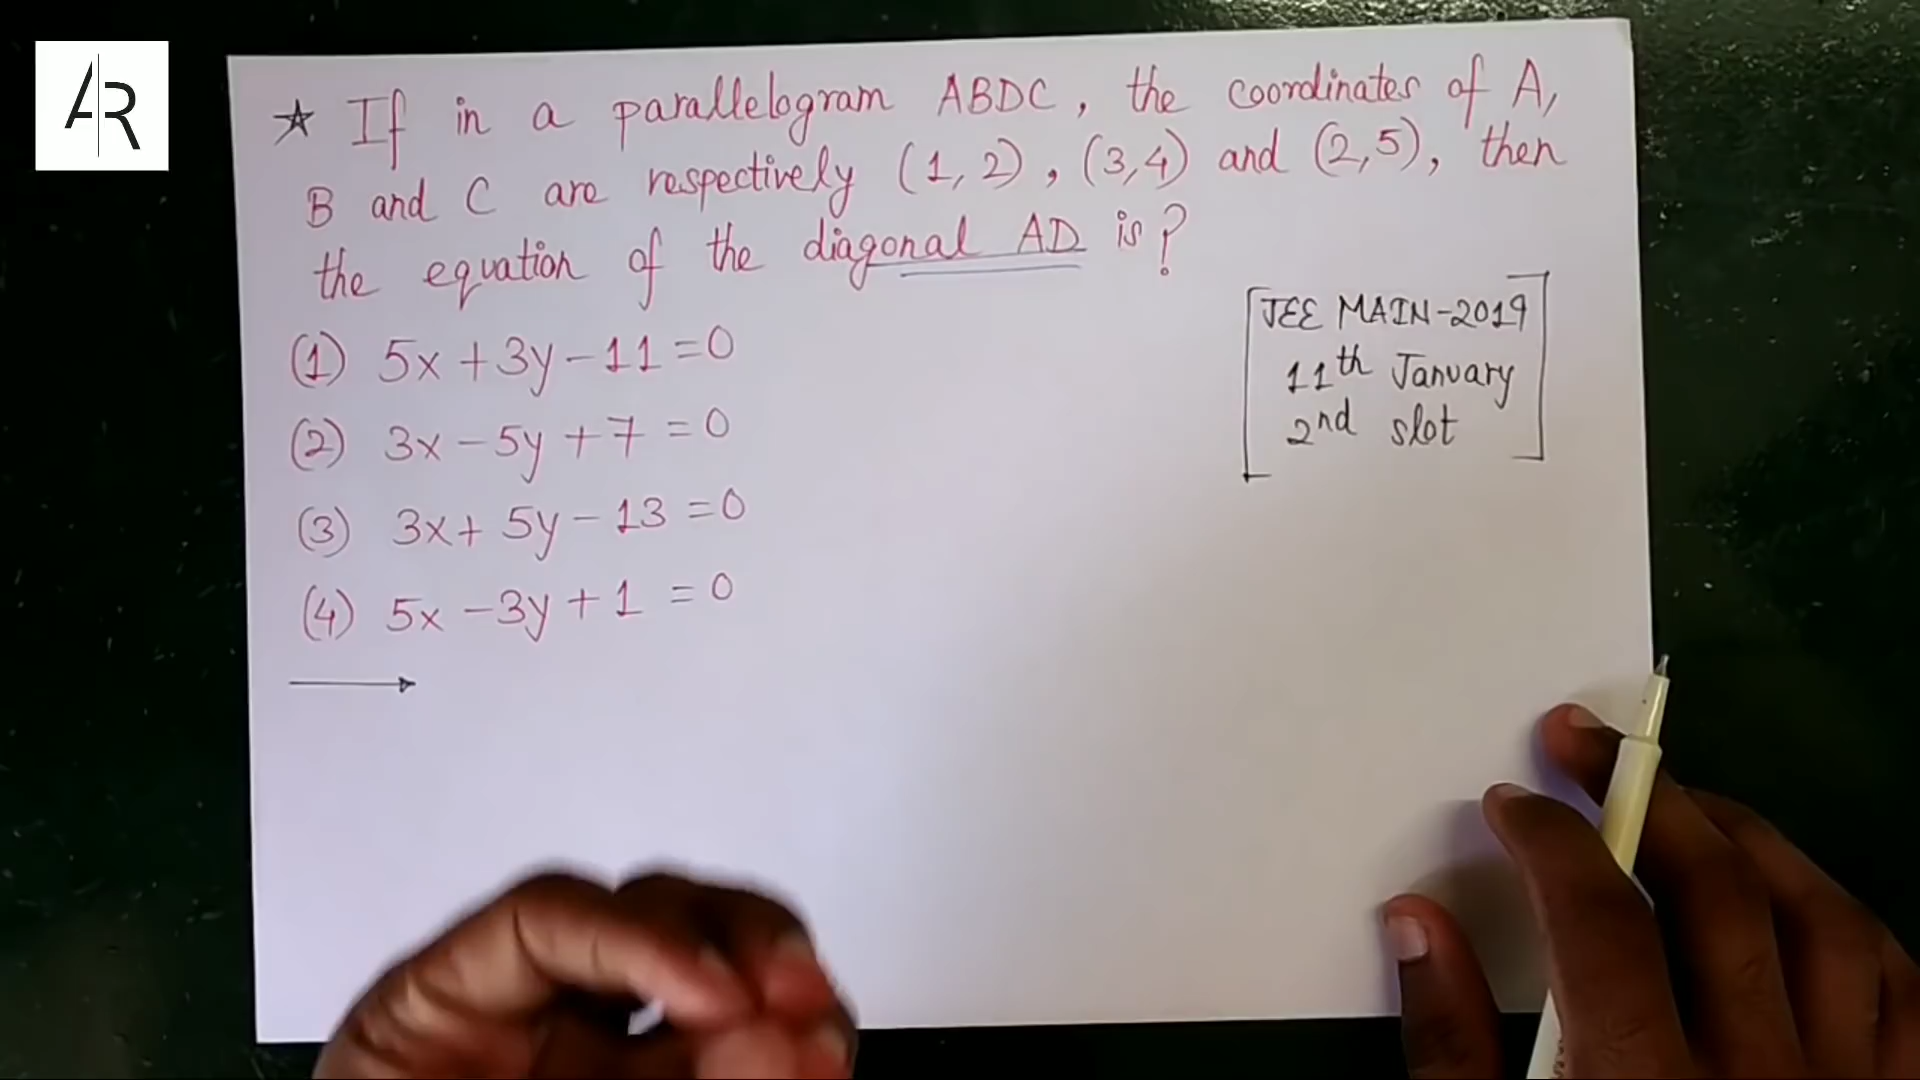 AR
☆ If in a parallelogram ABDC, the coordinates of A,
B and C are respectively (1, 2), (3,4) and (2,5), then
the equation of the diagonal AD is?
JEE MAIN-2019
11th January
2nd slot
(1) 5x + 3y - 11 = 0
(2) 3x - 5y + 7 = 0
(3) 3x + 5y - 13 = 0
(4) 5x - 3y + 1 = 0